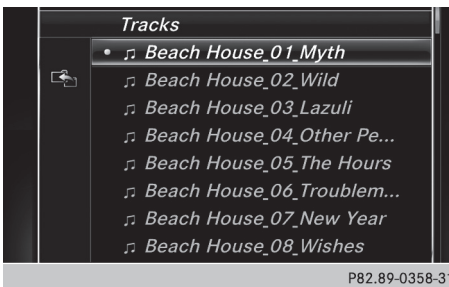 Tracks
Beach House_01_Myth
Beach House_02_Wild
Beach House_03_Lazuli
Beach House_04_Other Pe...
Beach House_05_The Hours
Beach House_06_Troublem...
Beach House_07_New Year
Beach House_08_Wishes
P82.89-0358-31